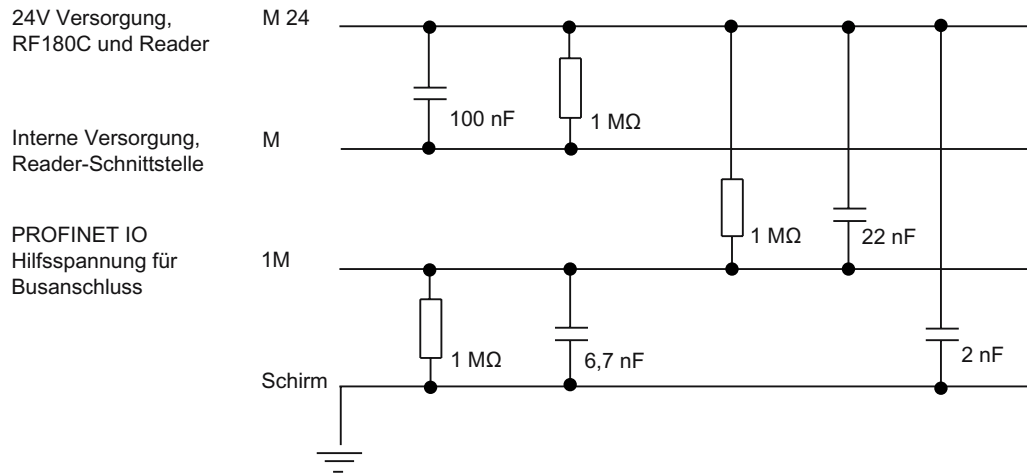 24V Versorgung,
RF180C und Reader
M 24
100 nF
1 MΩ
Interne Versorgung,
Reader-Schnittstelle
M
1 MΩ
22 nF
PROFINET IO
Hilfsspannung für
Busanschluss
1M
1 MΩ
6,7 nF
2 nF
Schirm